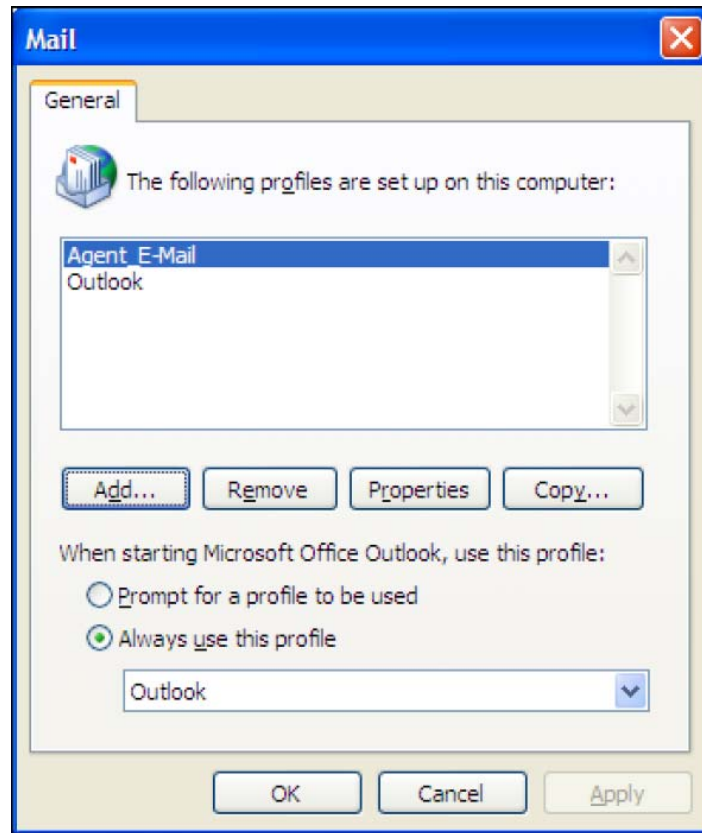 Mail
General
The following profiles are set up on this computer:
Agent_E-Mail
Outlook
Add... Remove Properties Copy...
When starting Microsoft Office Outlook, use this profile:
Prompt for a profile to be used
Always use this profile
Outlook
OK Cancel Apply